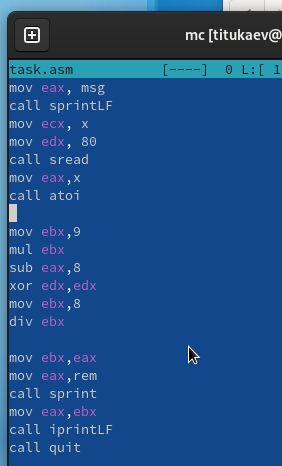 mc [titukaev@
task.asm [----] 0 L:[ 1
mov eax, msg
call sprintLF
mov ecx, x
mov edx, 80
call sread
mov eax,x
call atoi
mov ebx,9
mul ebx
sub eax,8
xor edx,edx
mov ebx,8
div ebx
mov ebx,eax
mov eax,rem
call sprint
mov eax,ebx
call iprintLF
call quit